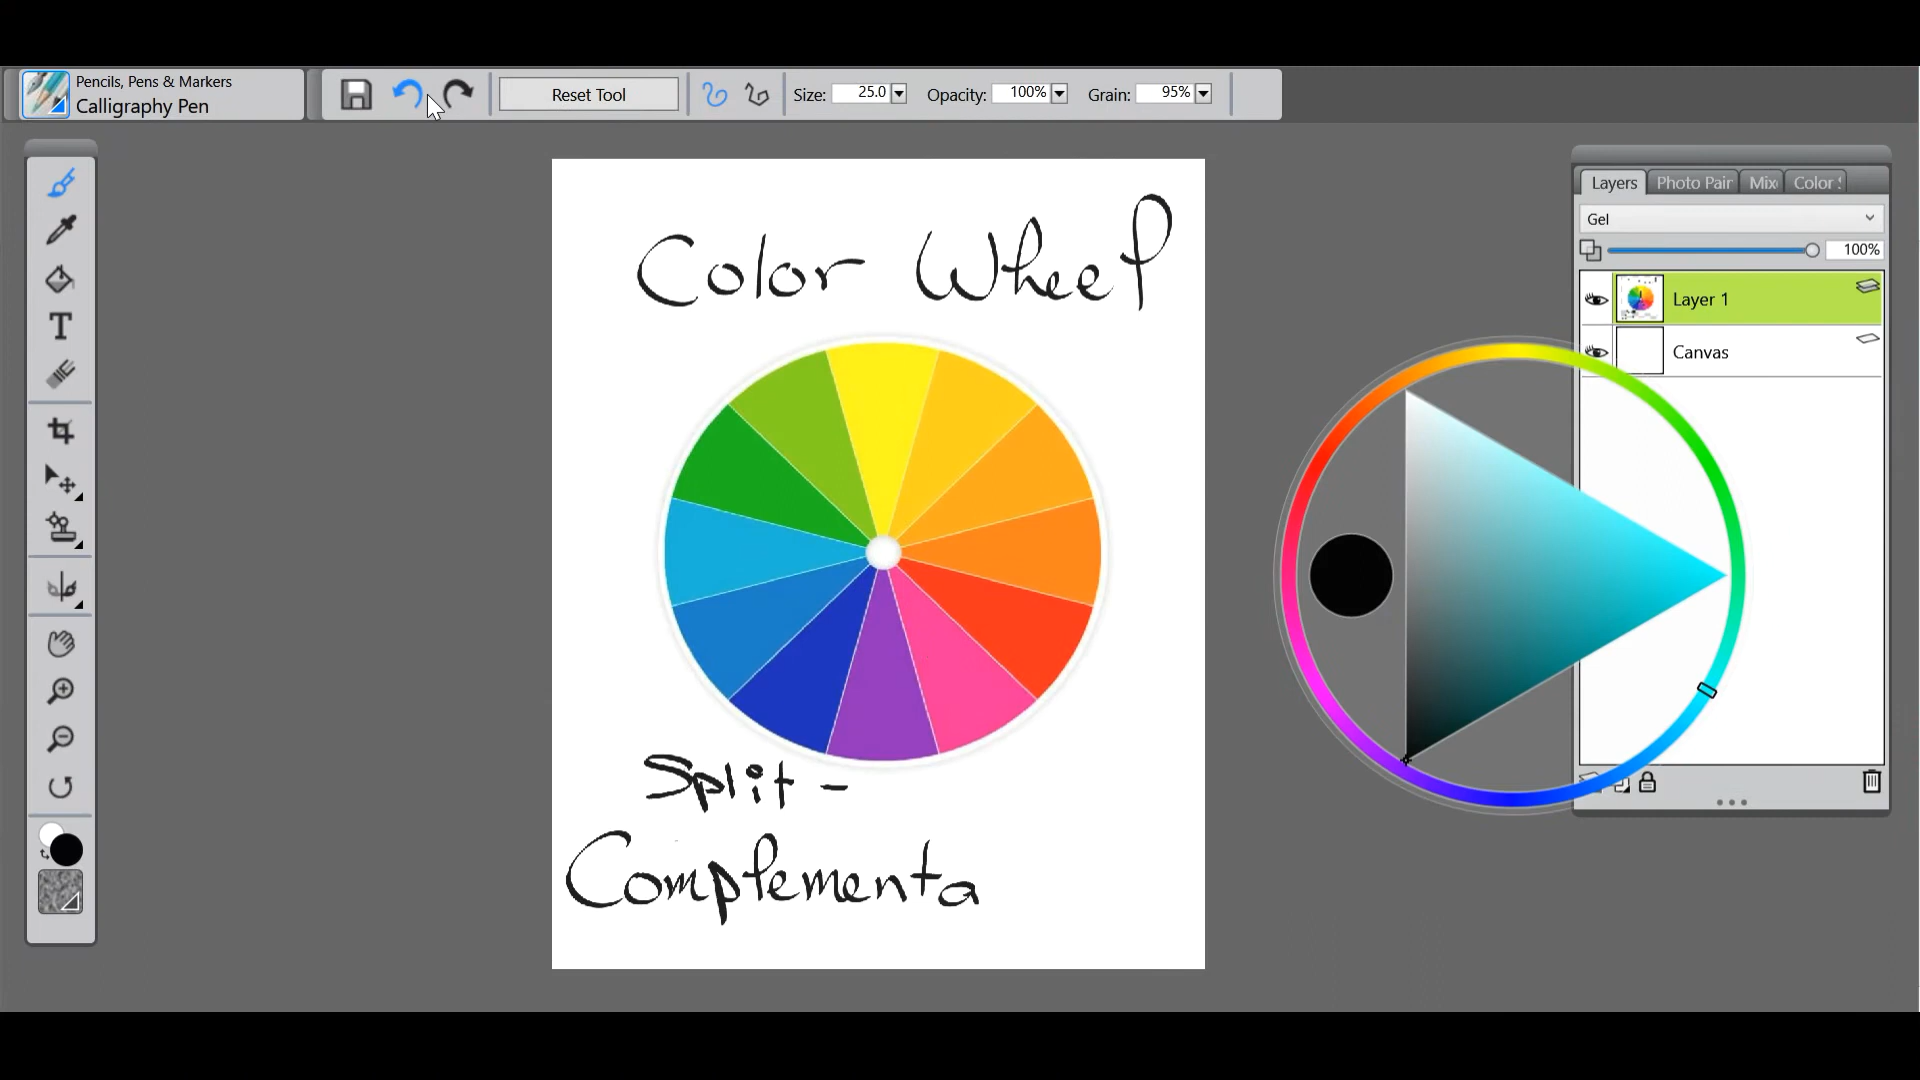 Pencils, Pens & Markers
Calligraphy Pen
Reset Tool
Size: 25.0
Opacity: 100%
Grain: 95%
Layers
Photo Pair
Mix
Color
Gel
100%
Layer 1
Canvas
T
Color Wheel
Split -
Complementa